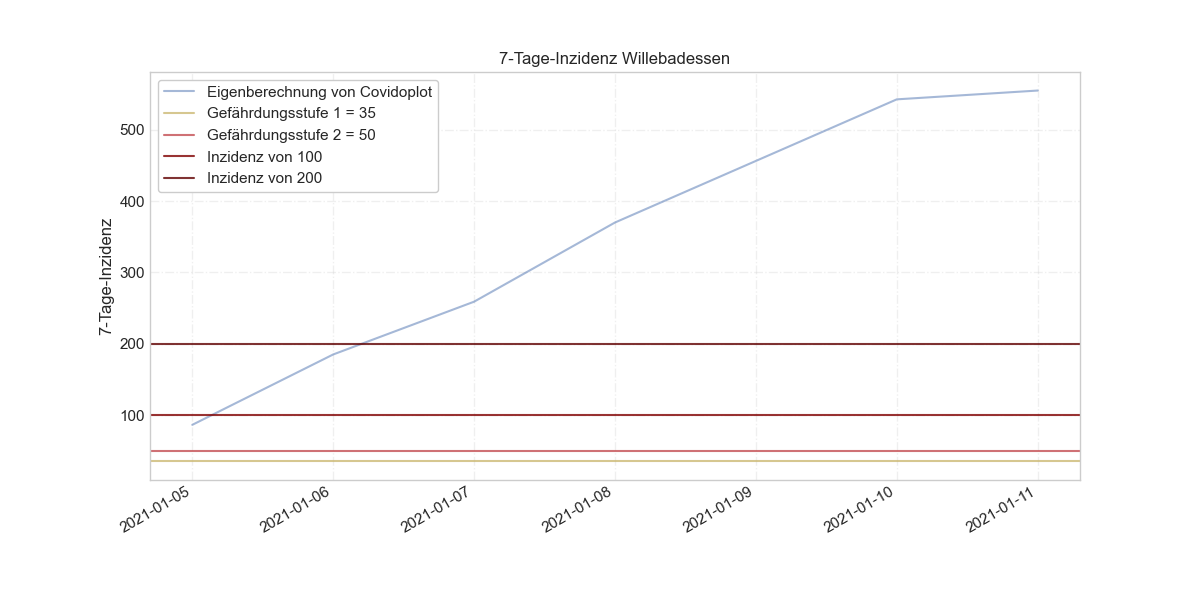 7-Tage-Inzidenz Willebadessen
Eigenberechnung von Covidoplot
Gefährdungsstufe 1 = 35
Gefährdungsstufe 2 = 50
Inzidenz von 100
Inzidenz von 200
7-Tage-Inzidenz
500
400
300
200
100
2021-01-05
2021-01-06
2021-01-07
2021-01-08
2021-01-09
2021-01-10
2021-01-11